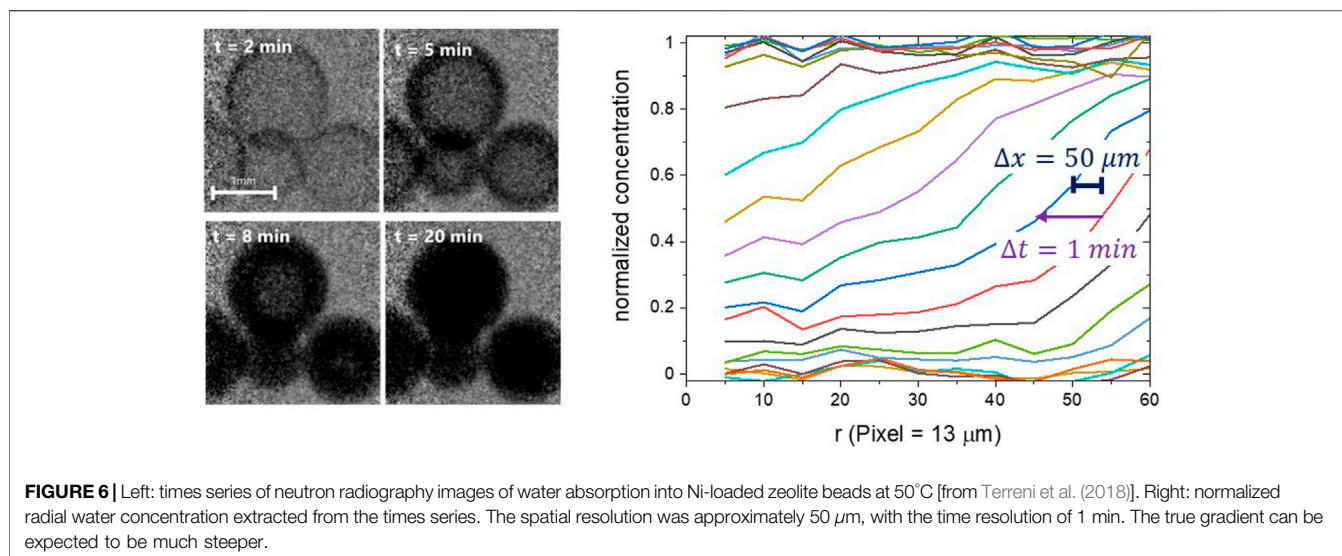 t = 2 min
t = 5 min
1mm
t = 8 min
t = 20 min
normalized concentration
1
0.8
0.6
0.4
0.2
0
Δx = 50 μm
Δt = 1 min
0 10 20 30 40 50 60
r (Pixel = 13 μm)
FIGURE 6 | Left: times series of neutron radiography images of water absorption into Ni-loaded zeolite beads at 50°C [from Terreni et al. (2018)]. Right: normalized
radial water concentration extracted from the times series. The spatial resolution was approximately 50 μm, with the time resolution of 1 min. The true gradient can be
expected to be much steeper.